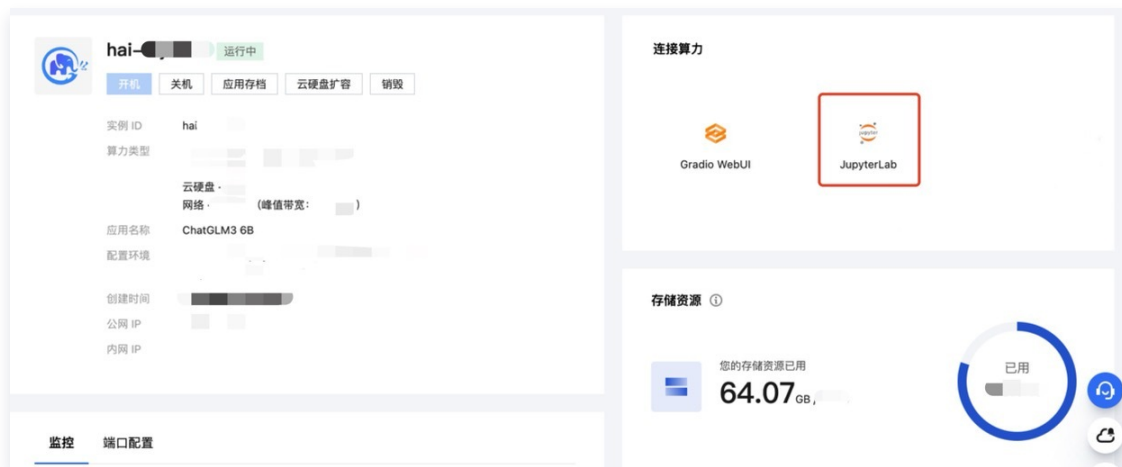 hai-
运行中
开机 关机 应用存档 云硬盘扩容 销毁
实例 ID hai
算力类型
云硬盘 ·
网络 · (峰值带宽: )
应用名称 ChatGLM3 6B
配置环境
创建时间
公网 IP
内网 IP
监控 端口配置
连接算力
Gradio WebUI
jupyter
JupyterLab
存储资源
您的存储资源已用
64.07 GB /
已用